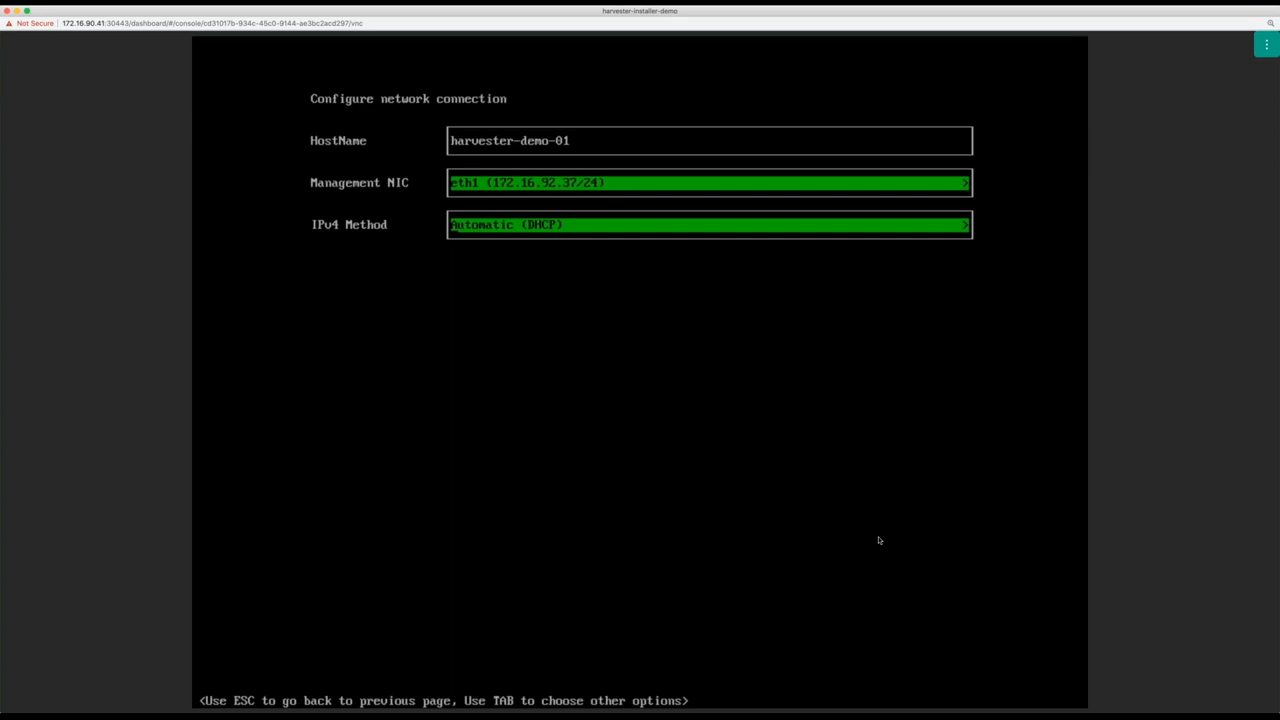 harvester-installer-demo
Not Secure 172.16.90.41:30443/dashboard/#/console/cd31017b-934c-45c0-9144-ae3bc2acd297/vnc
Configure network connection
HostName harvester-demo-01
Management NIC eth1 (172.16.92.37/24) >
IPv4 Method Automatic (DHCP) >
<Use ESC to go back to previous page, Use TAB to choose other options>